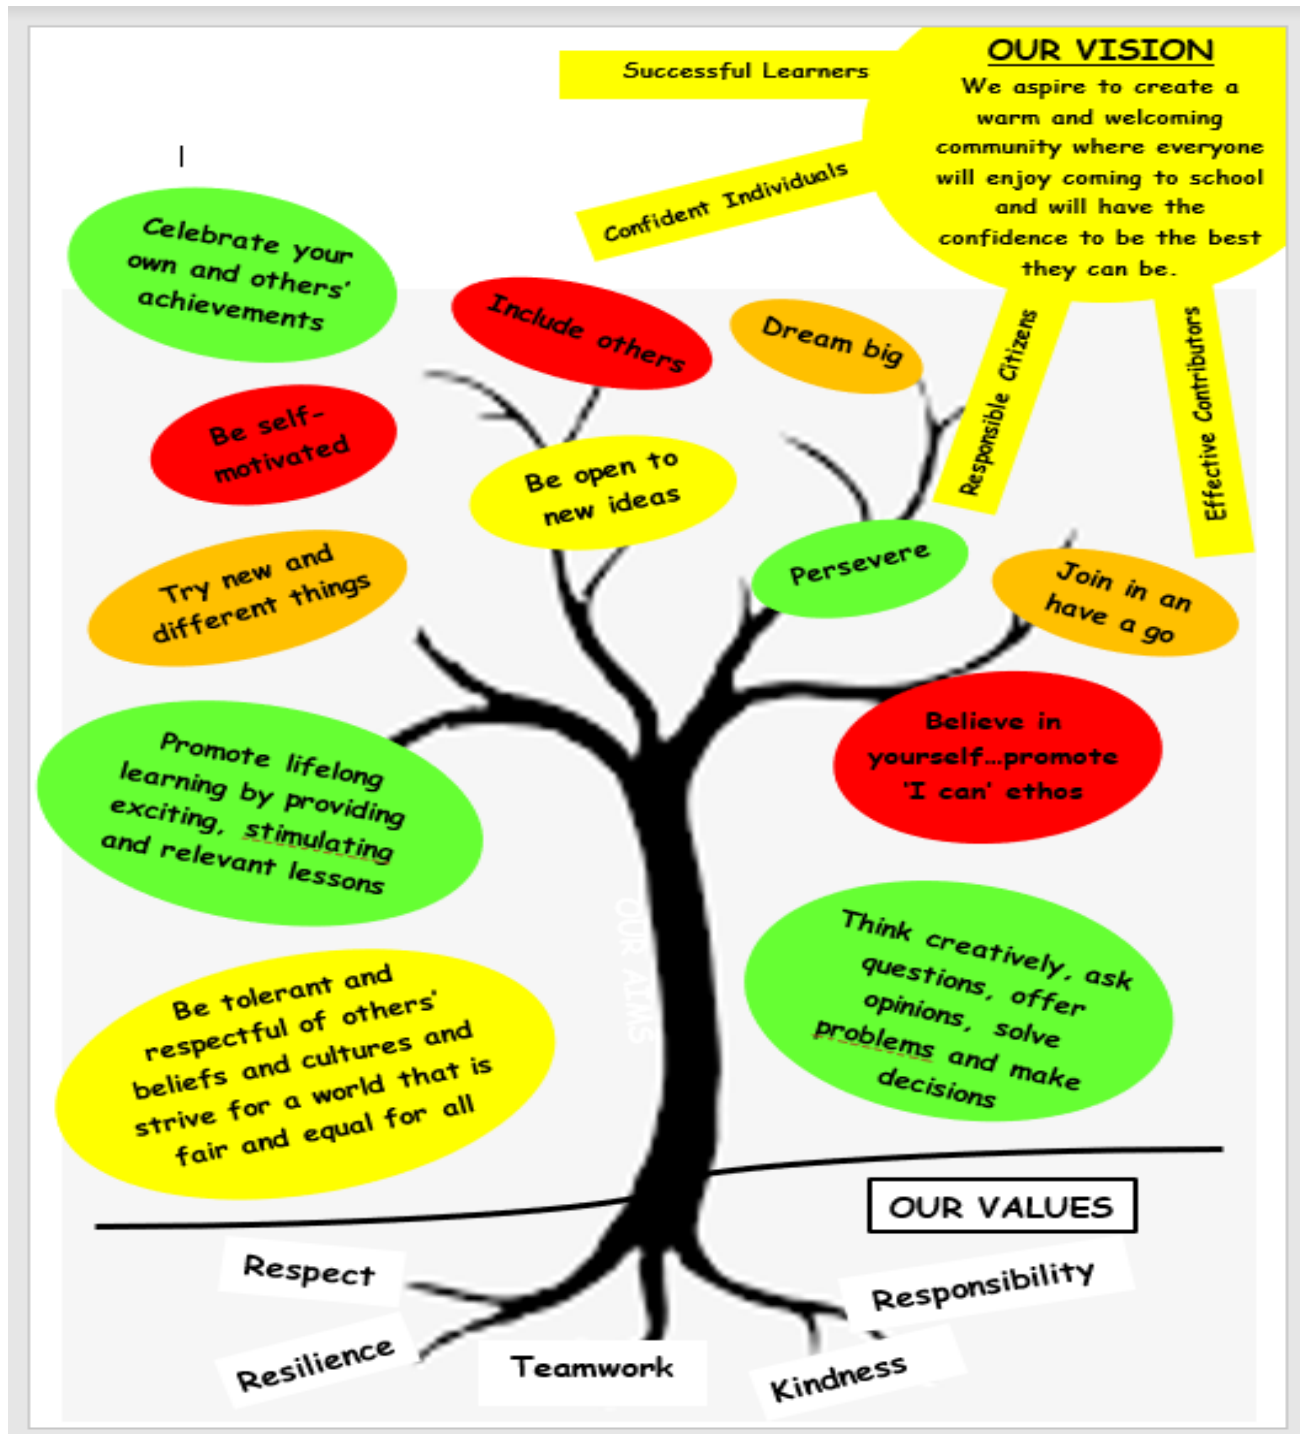 OUR VISION
We aspire to create a
warm and welcoming
community where everyone
will enjoy coming to school
and will have the
confidence to be the best
they can be.
Successful Learners
Confident Individuals
Responsible Citizens
Effective Contributors
Celebrate your
own and others'
achievements
Include others
Dream big
Be self-
motivated
Be open to
new ideas
Try new and
different things
Persevere
Join in an
have a go
Promote lifelong
learning by providing
exciting, stimulating
and relevant lessons
Believe in
yourself...promote
'I can' ethos
OUR AIMS
Be tolerant and
respectful of others'
beliefs and cultures and
strive for a world that is
fair and equal for all
Think creatively, ask
questions, offer
opinions, solve
problems and make
decisions
OUR VALUES
Respect
Resilience
Teamwork
Kindness
Responsibility